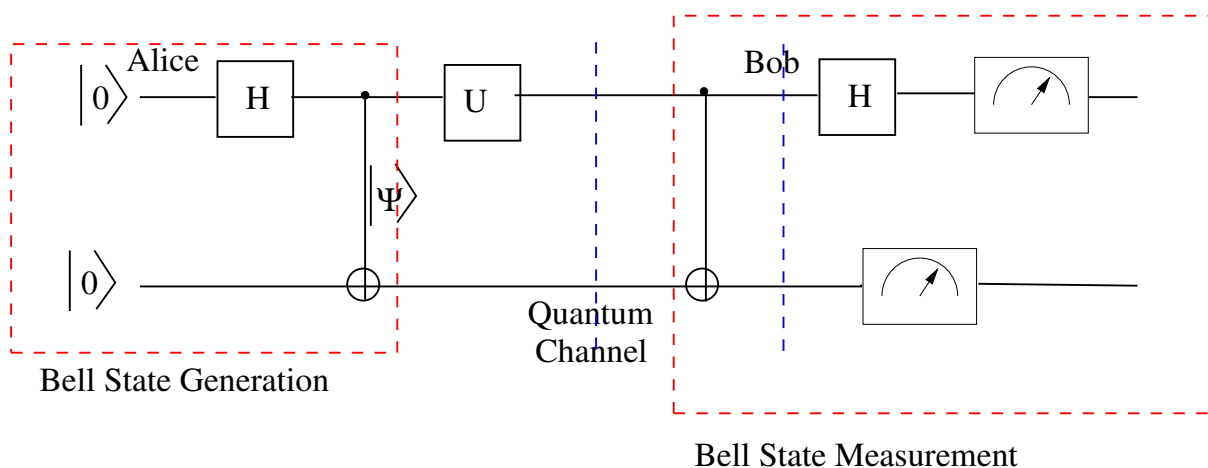 Alice
Bob
|0⟩
H
U
H
|Ψ⟩
|0⟩
Quantum
Channel
Bell State Generation
Bell State Measurement